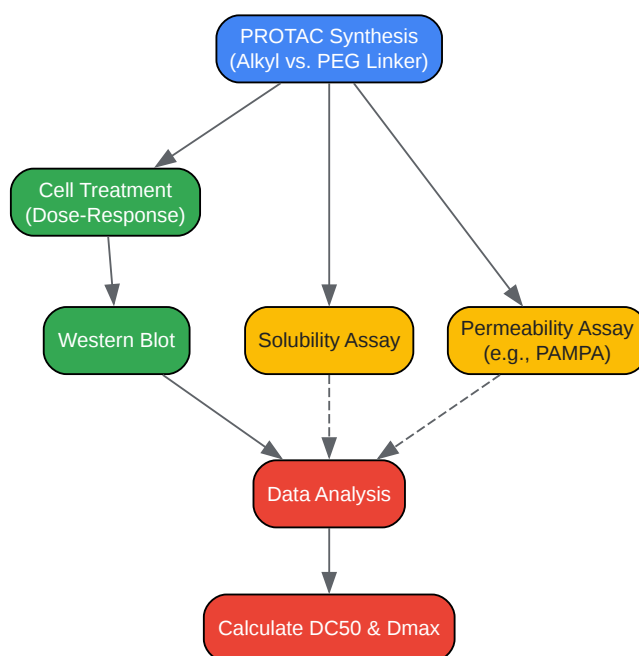 PROTAC Synthesis
(Alkyl vs. PEG Linker)
Cell Treatment
(Dose-Response)
Western Blot
Solubility Assay
Permeability Assay
(e.g., PAMPA)
Data Analysis
Calculate DC50 & Dmax